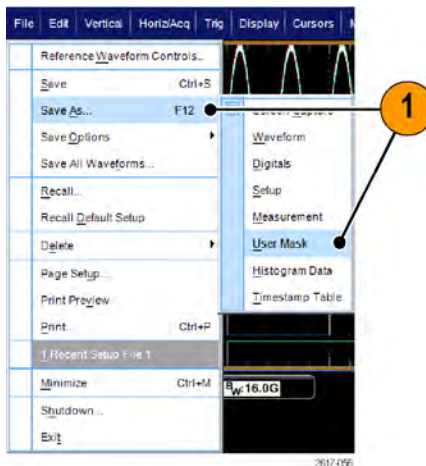 File Edit Vertical Horiz/Acq Trig Display Cursors
Reference Waveform Controls...
Save Ctrl+S
Save As... F12
Save Options
Save All Waveforms...
Recall...
Recall Default Setup
Delete
Page Setup...
Print Preview
Print... Ctrl+P
1 Recent Setup File 1
Minimize Ctrl+M
Shutdown...
Exit
Screen Capture
Waveform
Digitals
Setup
Measurement
User Mask
Histogram Data
Timestamp Table
1
BW:16.0G
2617-056